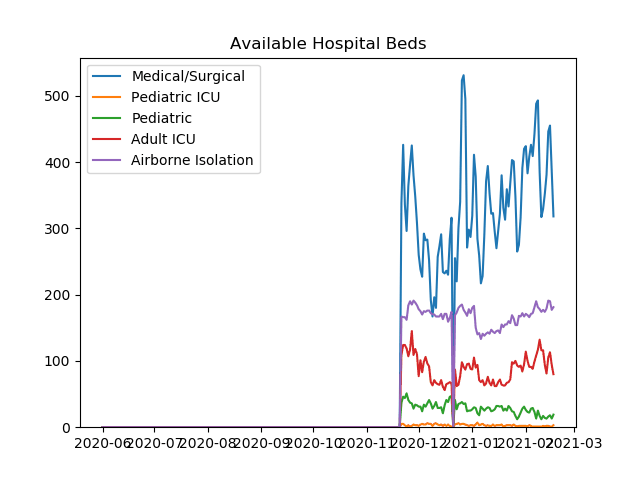 Available Hospital Beds
Medical/Surgical
Pediatric ICU
Pediatric
Adult ICU
Airborne Isolation
500
400
300
200
100
0
2020-06 2020-07 2020-08 2020-09 2020-10 2020-11 2020-12 2021-01 2021-02 2021-03